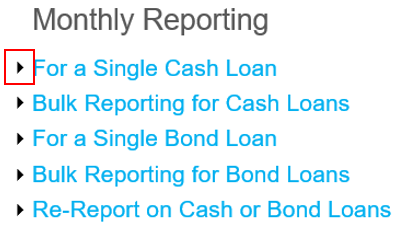 Monthly Reporting
For a Single Cash Loan
Bulk Reporting for Cash Loans
For a Single Bond Loan
Bulk Reporting for Bond Loans
Re-Report on Cash or Bond Loans